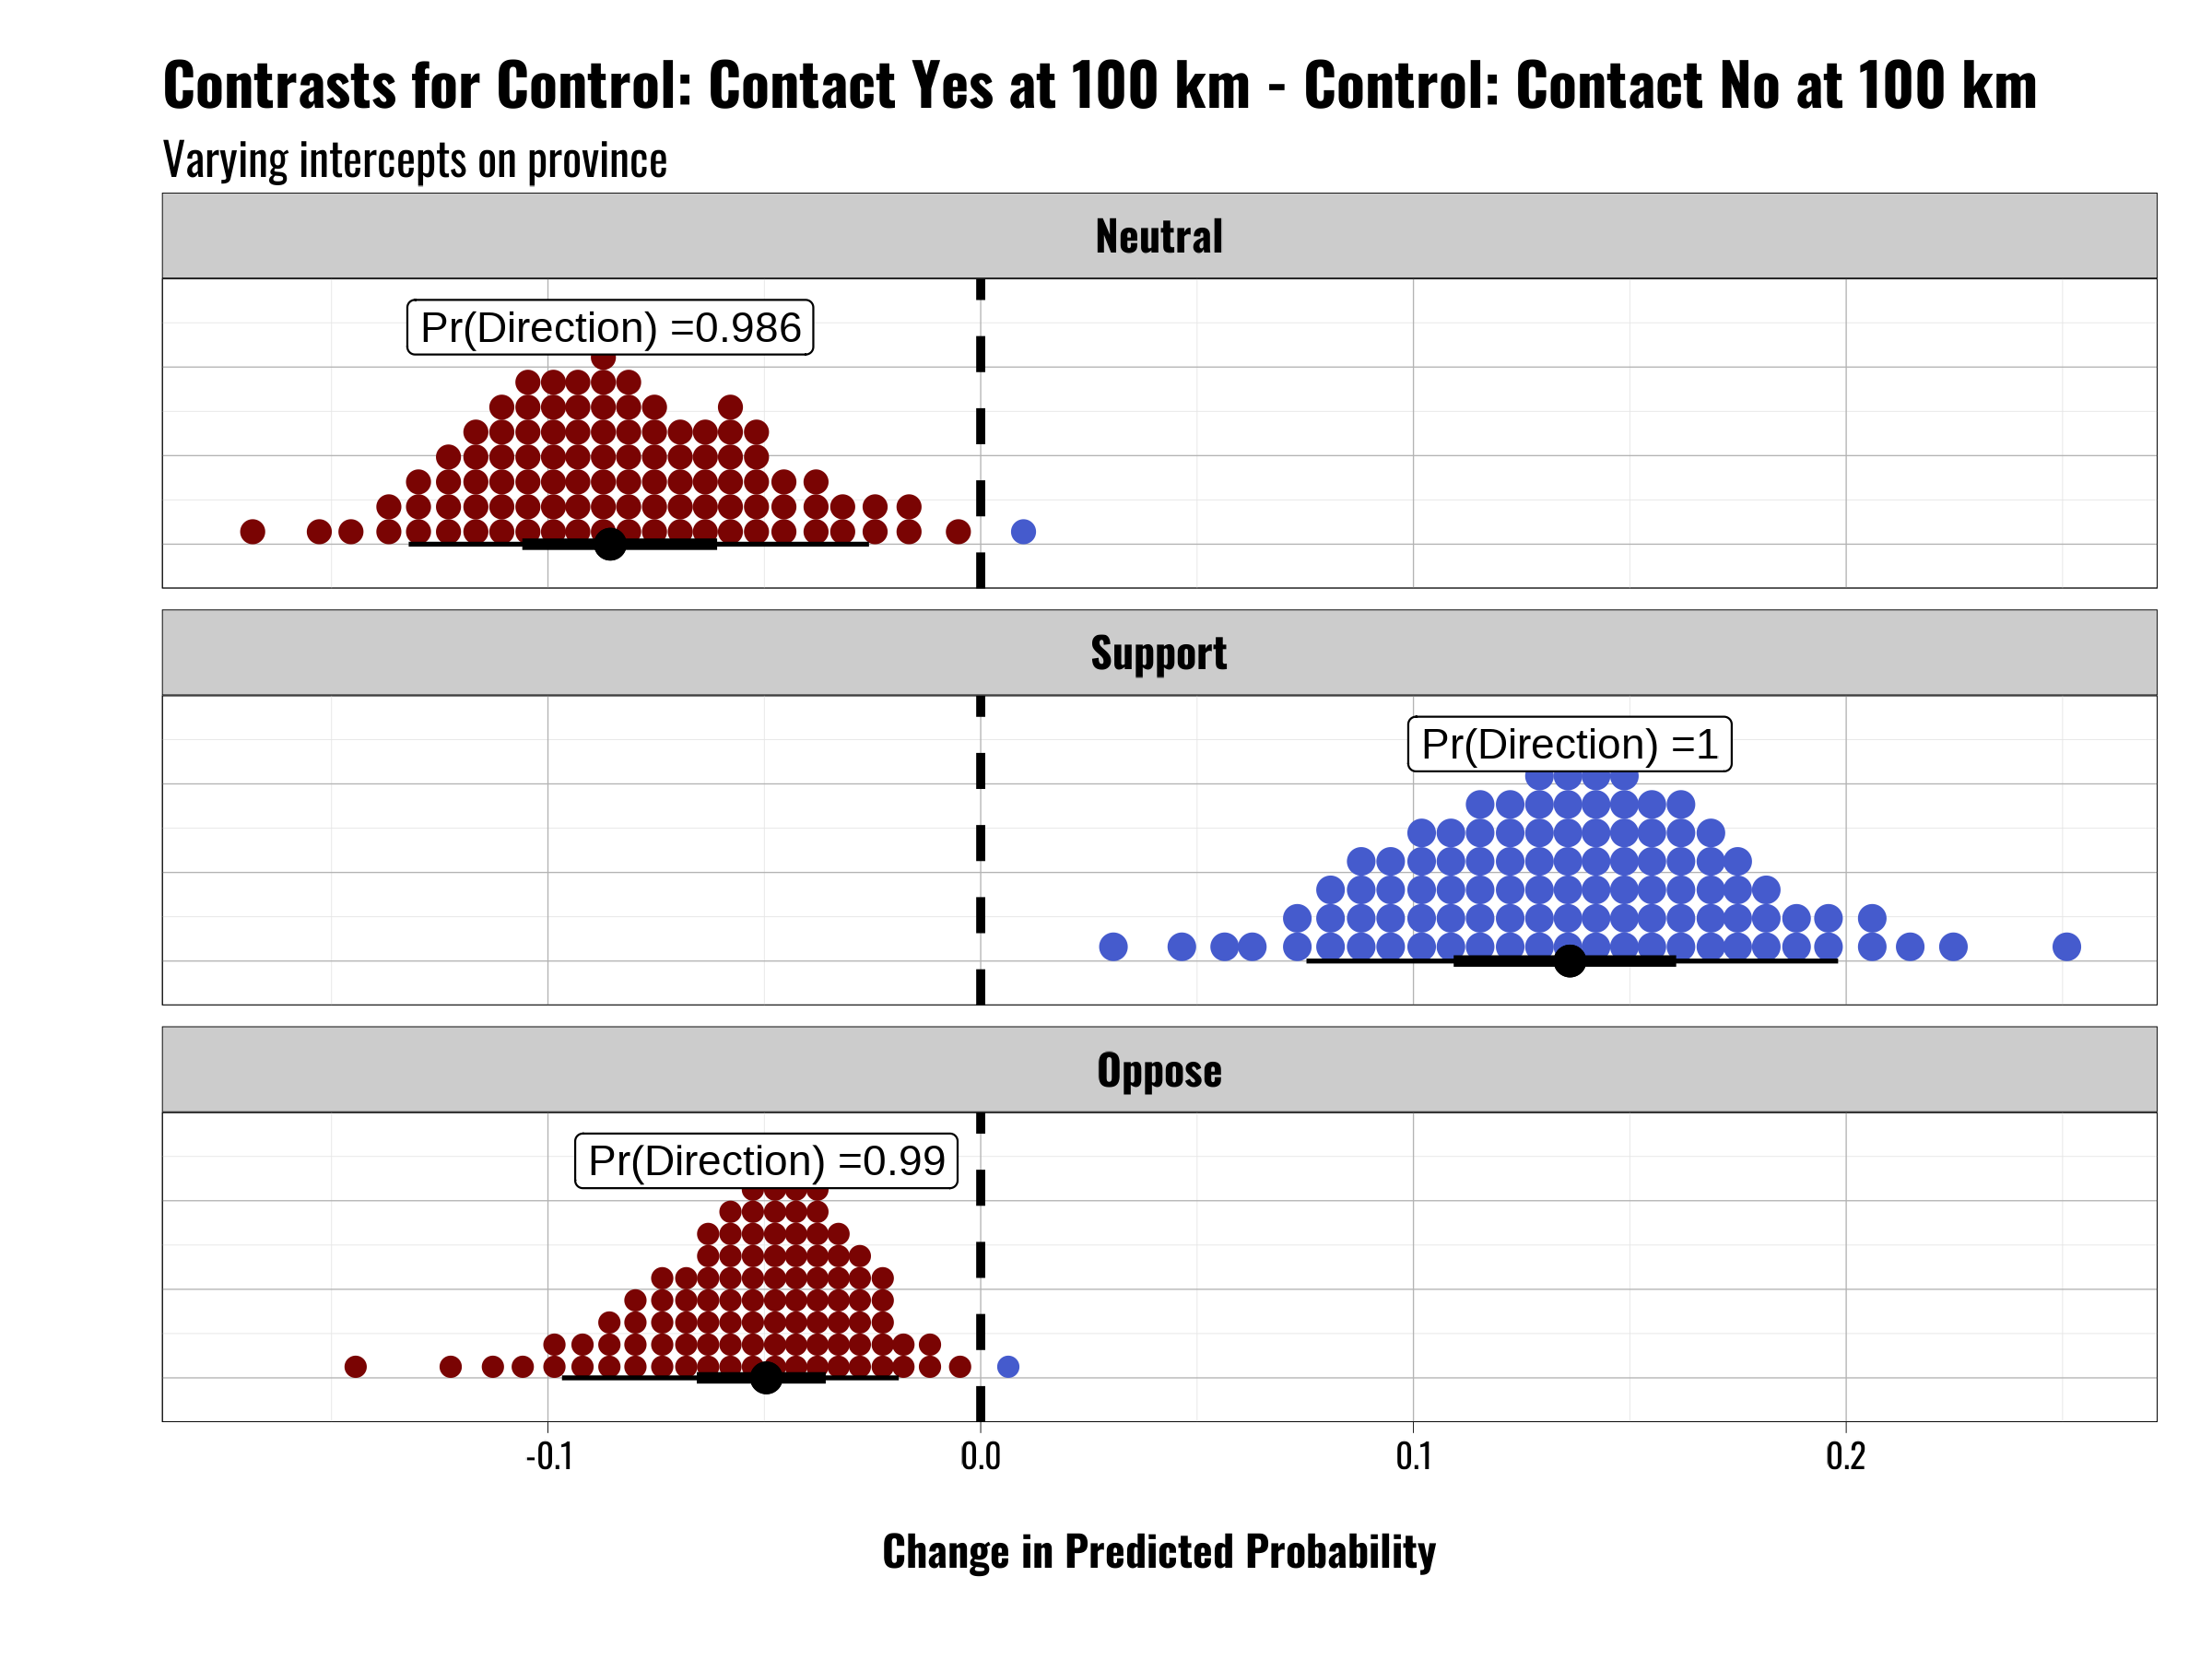 Contrasts for Control: Contact Yes at 100 km - Control: Contact No at 100 km
Varying intercepts on province
Neutral
Pr(Direction) =0.986
Support
Pr(Direction) =1
Oppose
Pr(Direction) =0.99
-0.1 0.0 0.1 0.2
Change in Predicted Probability